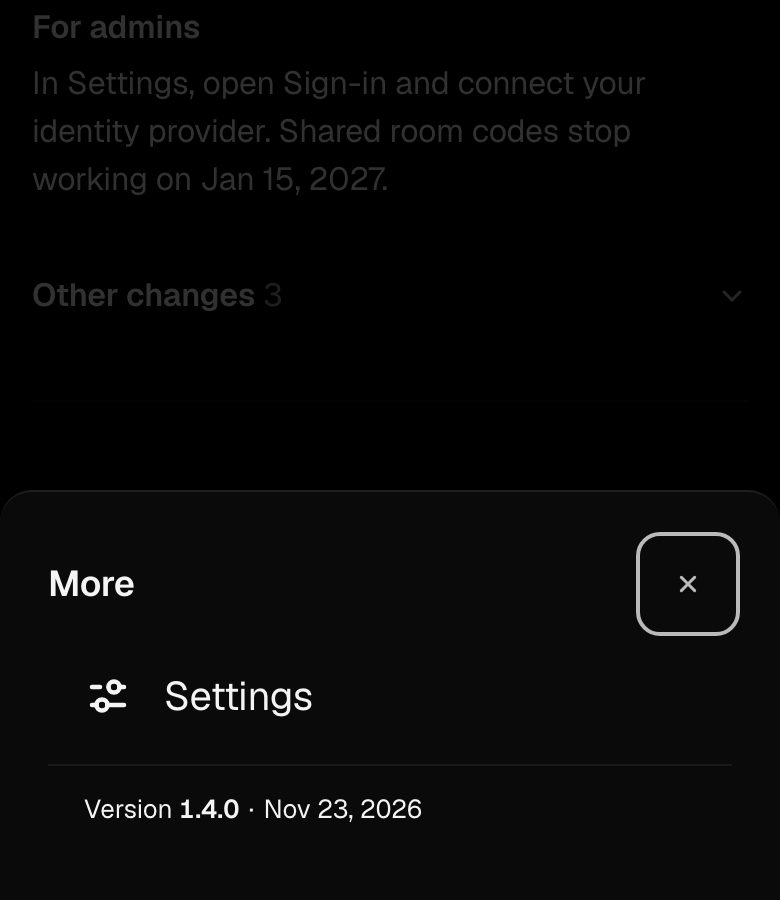 For admins
In Settings, open Sign-in and connect your
identity provider. Shared room codes stop
working on Jan 15, 2027.
Other changes 3
More
Settings
Version 1.4.0 · Nov 23, 2026